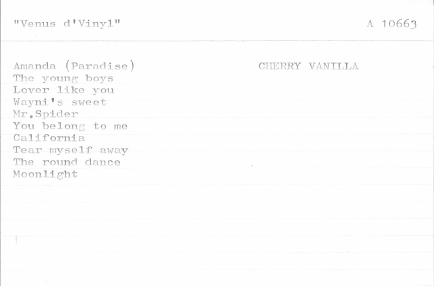 "Venus d'Vinyl" A 10663
Amanda (Paradise) CHERRY VANILLA
The young boys
Lover like you
Wayni's sweet
Mr.Spider
You belong to me
California
Tear myself away
The round dance
Moonlight